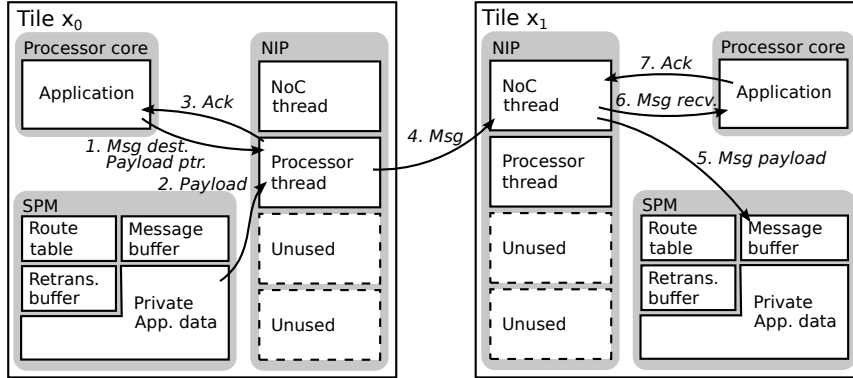 Tile x0
Processor core
Application
NIP
NoC
thread
3. Ack
1. Msg dest.
Payload ptr.
2. Payload
Processor
thread
SPM
Route
table
Message
buffer
Retrans.
buffer
Private
App. data
Unused
Unused
4. Msg
Tile x1
NIP
NoC
thread
7. Ack
6. Msg recv.
Processor core
Application
5. Msg payload
Processor
thread
Unused
Unused
SPM
Route
table
Message
buffer
Retrans.
buffer
Private
App. data